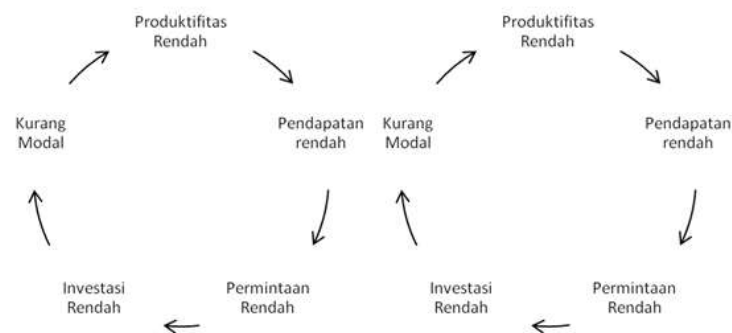 Produktifitas
Rendah
Pendapatan
rendah
Permintaan
Rendah
Investasi
Rendah
Kurang
Modal
Produktifitas
Rendah
Pendapatan
rendah
Permintaan
Rendah
Investasi
Rendah
Kurang
Modal